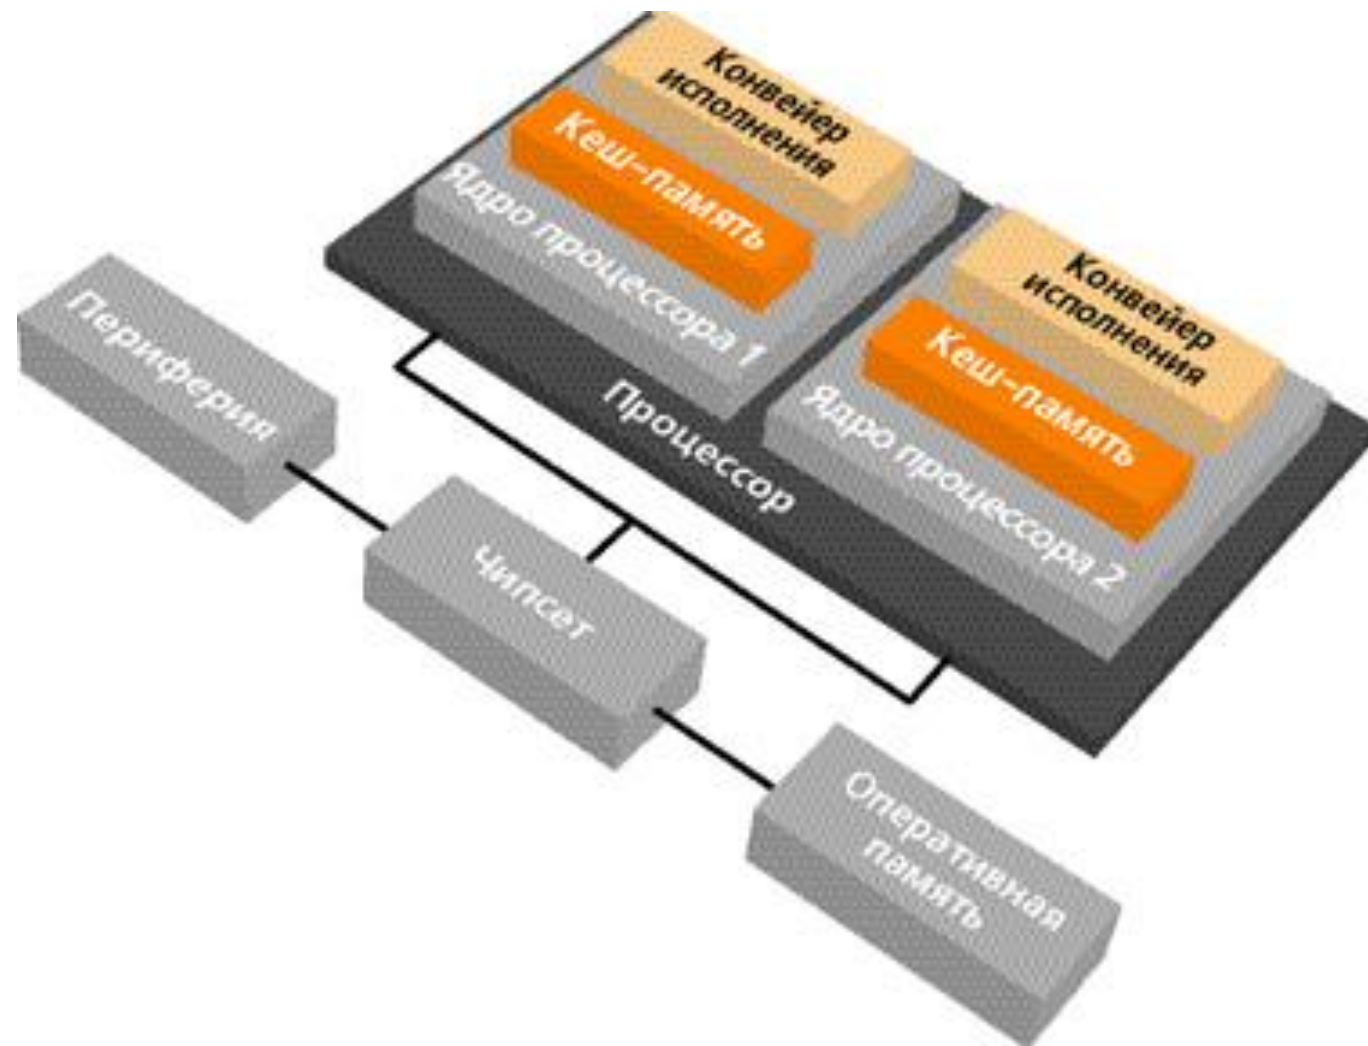 Конвейер
исполнения
Кеш-память
Ядро процессора 1
Конвейер
исполнения
Кеш-память
Ядро процессора 2
Процессор
Периферия
Чипсет
Оперативная
память